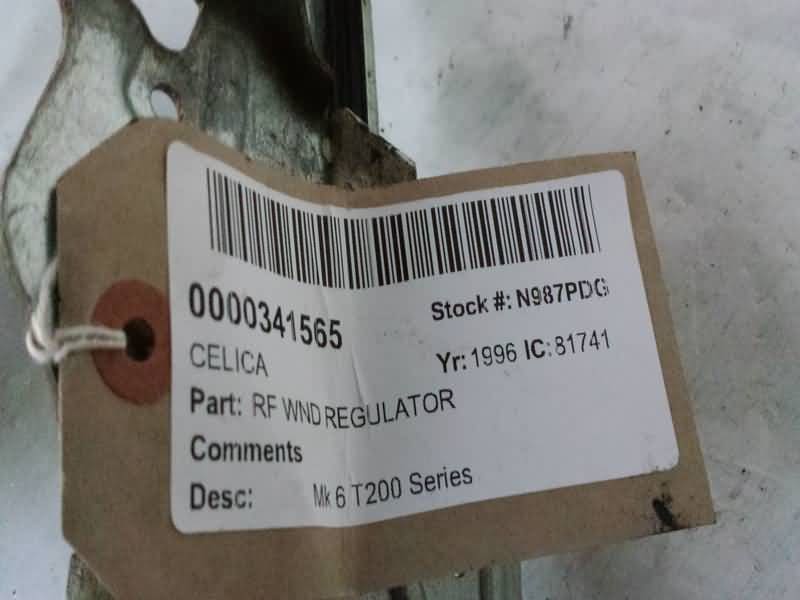 0000341565 Stock #: N987PDG
CELICA Yr: 1996 IC: 81741
Part: RF WND REGULATOR
Comments
Desc: Mk 6 T200 Series